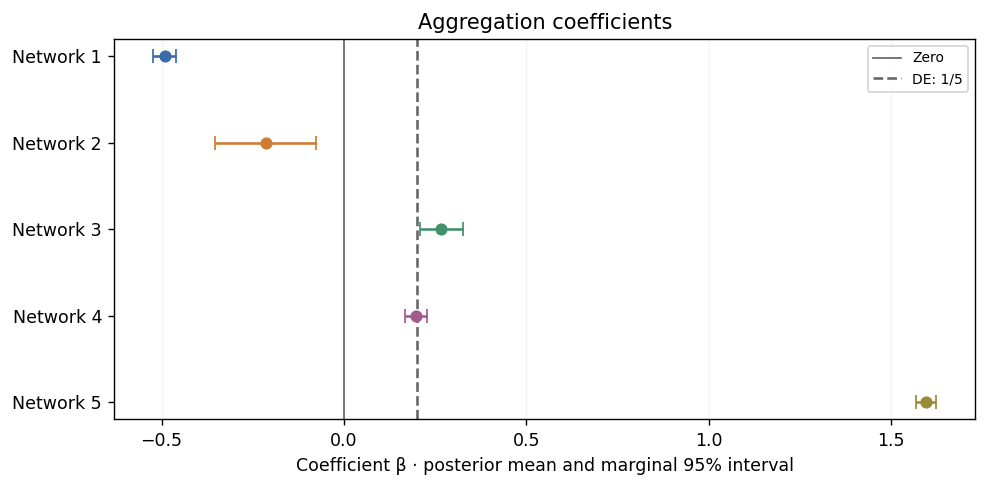 Aggregation coefficients
Network 1
Network 2
Network 3
Network 4
Network 5
Zero
DE: 1/5
−0.5
0.0
0.5
1.0
1.5
Coefficient β · posterior mean and marginal 95% interval